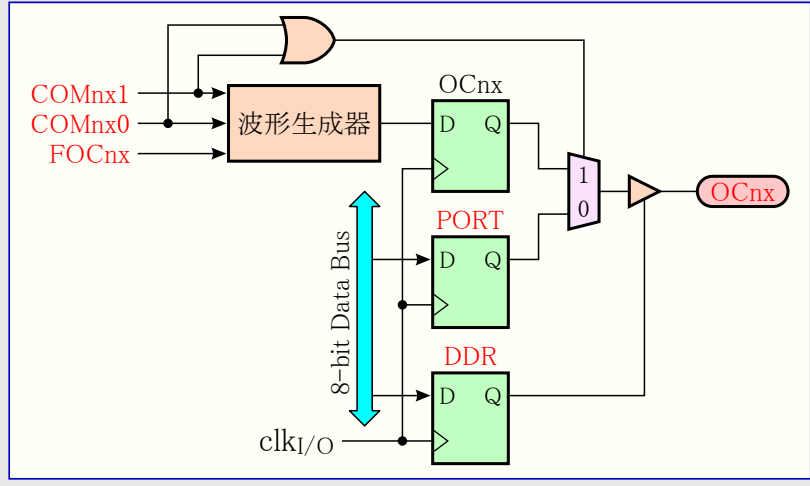 OCnx
COMnx1
COMnx0
FOCnx
波形生成器
D Q
1
0
OCnx
8-bit Data Bus
PORT
D Q
DDR
D Q
clkI/O